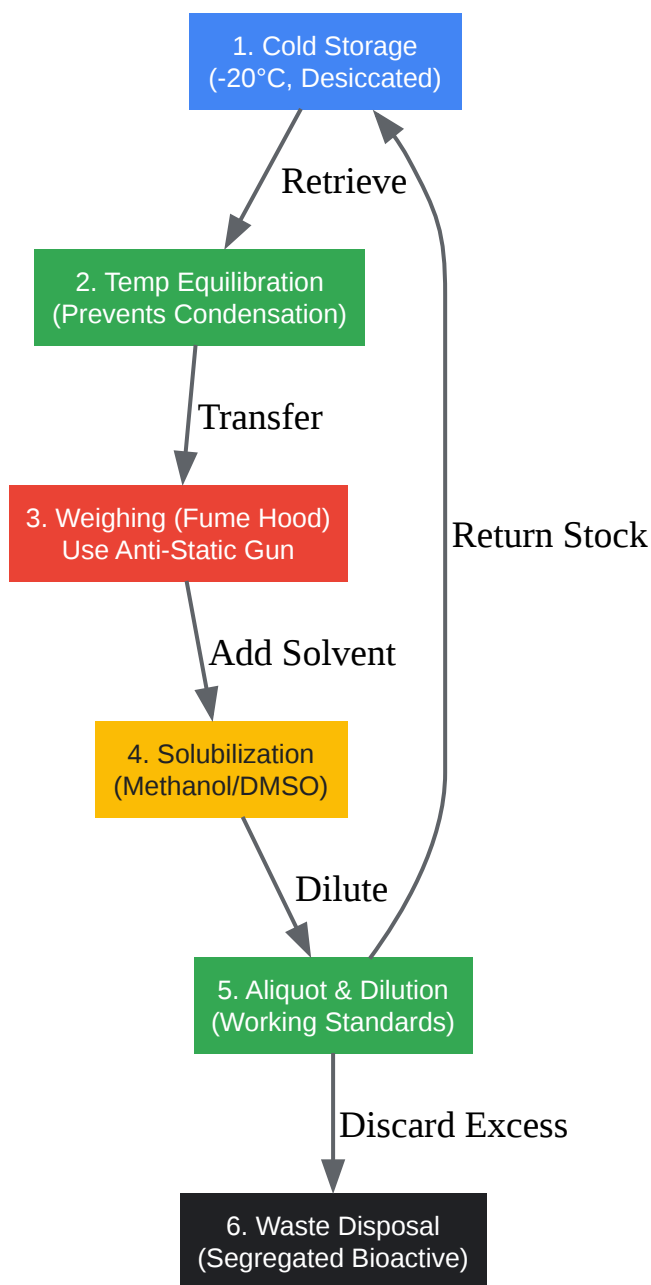 1. Cold Storage
(-20°C, Desiccated)
Retrieve
2. Temp Equilibration
(Prevents Condensation)
Transfer
3. Weighing (Fume Hood)
Use Anti-Static Gun
Return Stock
Add Solvent
4. Solubilization
(Methanol/DMSO)
Dilute
5. Aliquot & Dilution
(Working Standards)
Discard Excess
6. Waste Disposal
(Segregated Bioactive)